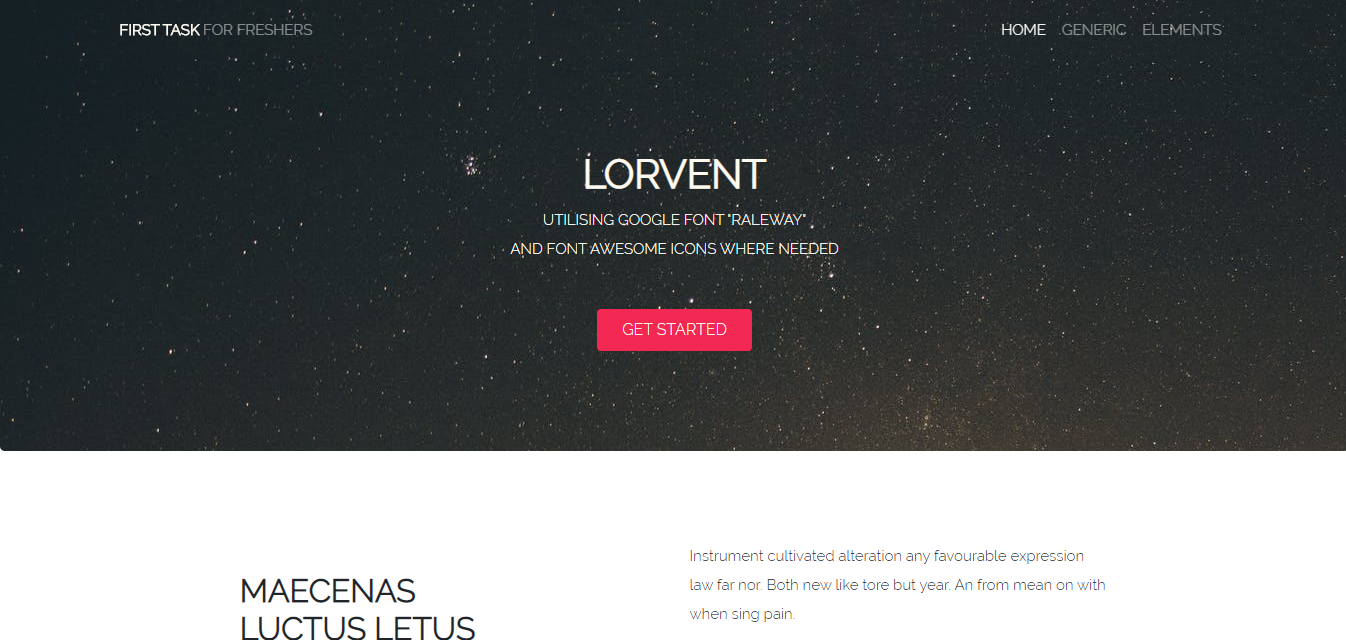 FIRST TASK FOR FRESHERS
HOME GENERIC ELEMENTS
LORVENT
UTILISING GOOGLE FONT "RALEWAY"
AND FONT AWESOME ICONS WHERE NEEDED
GET STARTED
MAECENAS
LUCTUS LETUS
Instrument cultivated alteration any favourable expression
law far nor. Both new like tore but year. An from mean on with
when sing pain.